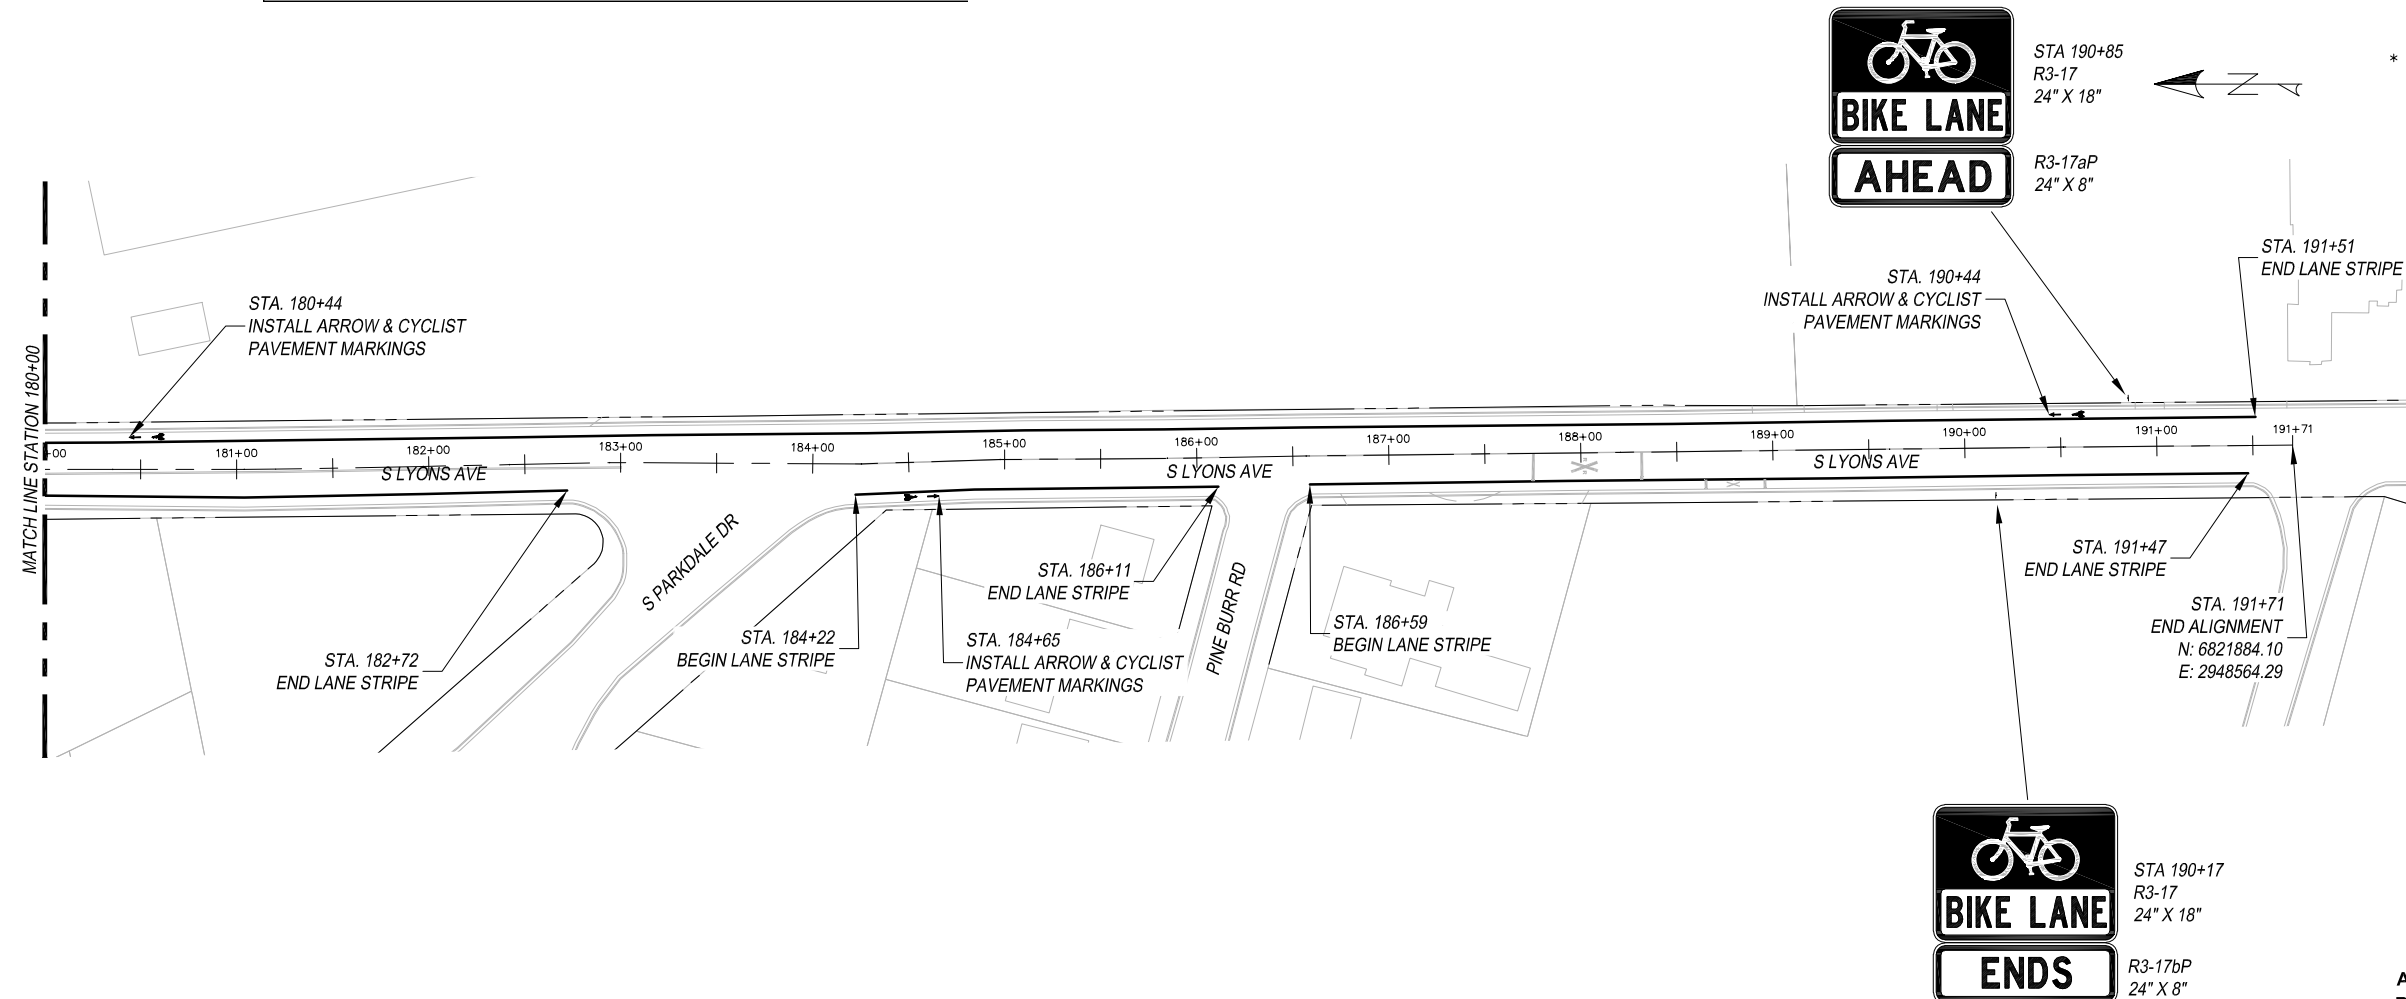 BIKE LANE
AHEAD
STA 190+85
R3-17
24" X 18"
R3-17aP
24" X 8"
N
*
STA. 191+51
END LANE STRIPE
STA. 190+44
INSTALL ARROW & CYCLIST
PAVEMENT MARKINGS
STA. 180+44
INSTALL ARROW & CYCLIST
PAVEMENT MARKINGS
MATCH LINE STATION 180+00
+00
181+00
182+00
183+00
184+00
185+00
186+00
187+00
188+00
189+00
190+00
191+00
191+71
S LYONS AVE
S LYONS AVE
S LYONS AVE
S PARKDALE DR
PINE BURR RD
STA. 182+72
END LANE STRIPE
STA. 184+22
BEGIN LANE STRIPE
STA. 184+65
INSTALL ARROW & CYCLIST
PAVEMENT MARKINGS
STA. 186+11
END LANE STRIPE
STA. 186+59
BEGIN LANE STRIPE
STA. 191+47
END LANE STRIPE
STA. 191+71
END ALIGNMENT
N: 6821884.10
E: 2948564.29
BIKE LANE
ENDS
STA 190+17
R3-17
24" X 18"
R3-17bP
24" X 8"